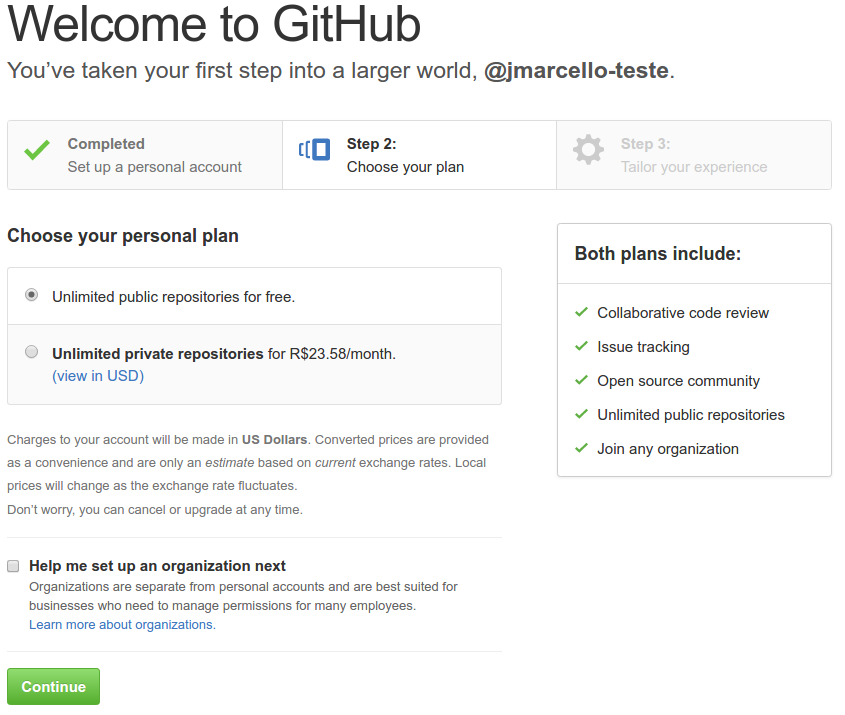 Welcome to GitHub
You’ve taken your first step into a larger world, @jmarcello-teste.
Completed
Set up a personal account
Step 2:
Choose your plan
Step 3:
Tailor your experience
Choose your personal plan
Unlimited public repositories for free.
Unlimited private repositories for R$23.58/month.
(view in USD)
Charges to your account will be made in US Dollars. Converted prices are provided
as a convenience and are only an estimate based on current exchange rates. Local
prices will change as the exchange rate fluctuates.
Don’t worry, you can cancel or upgrade at any time.
Help me set up an organization next
Organizations are separate from personal accounts and are best suited for
businesses who need to manage permissions for many employees.
Learn more about organizations.
Continue
Both plans include:
Collaborative code review
Issue tracking
Open source community
Unlimited public repositories
Join any organization